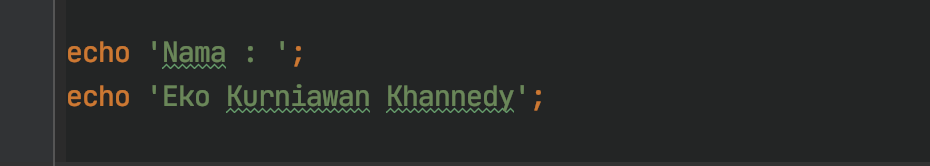 echo 'Nama : ';
echo 'Eko Kurniawan Khannedy';